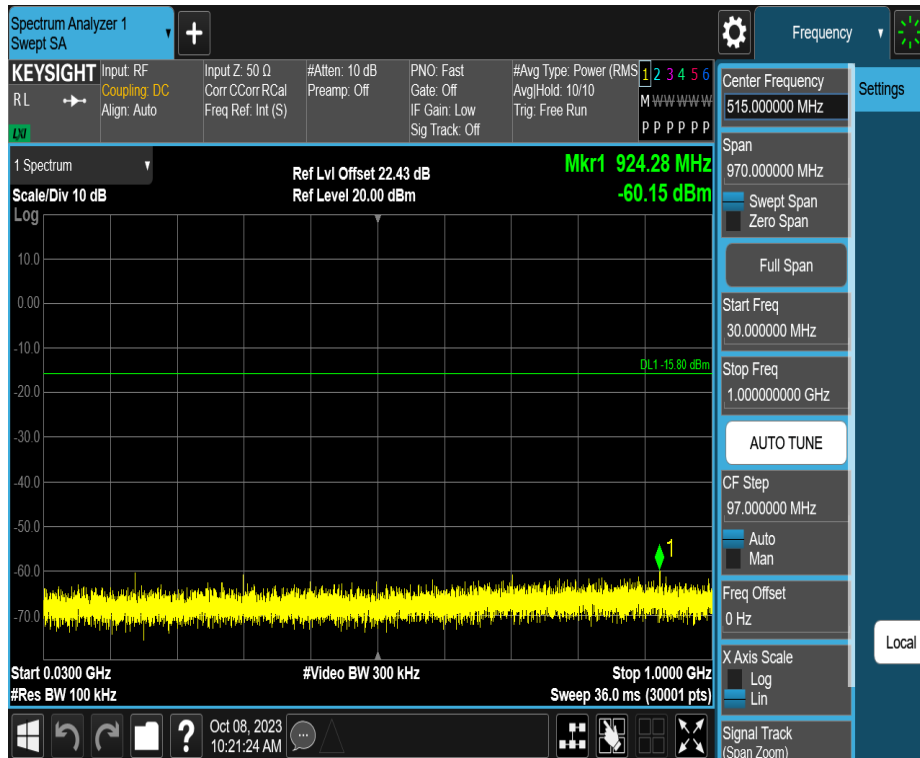 Spectrum Analyzer 1
Swept SA
+
Frequency
KEYSIGHT
RL
LXI
Input: RF
Coupling: DC
Align: Auto
Input Z: 50 Ω
Corr CCorr RCal
Freq Ref: Int (S)
#Atten: 10 dB
Preamp: Off
PNO: Fast
Gate: Off
IF Gain: Low
Sig Track: Off
#Avg Type: Power (RMS
Avg|Hold: 10/10
Trig: Free Run
1 2 3 4 5 6
M W W W W W
P P P P P P
1 Spectrum
Scale/Div 10 dB
Log
Ref Lvl Offset 22.43 dB
Ref Level 20.00 dBm
Mkr1 924.28 MHz
-60.15 dBm
10.0
0.00
-10.0
DL1 -15.80 dBm
-20.0
-30.0
-40.0
-50.0
1
-60.0
-70.0
Start 0.0300 GHz
#Res BW 100 kHz
#Video BW 300 kHz
Stop 1.0000 GHz
Sweep 36.0 ms (30001 pts)
?
Oct 08, 2023
10:21:24 AM
Center Frequency
515.000000 MHz
Span
970.000000 MHz
Swept Span
Zero Span
Full Span
Start Freq
30.000000 MHz
Stop Freq
1.000000000 GHz
AUTO TUNE
CF Step
97.000000 MHz
Auto
Man
Freq Offset
0 Hz
X Axis Scale
Log
Lin
Signal Track
(Span Zoom)
Settings
Local